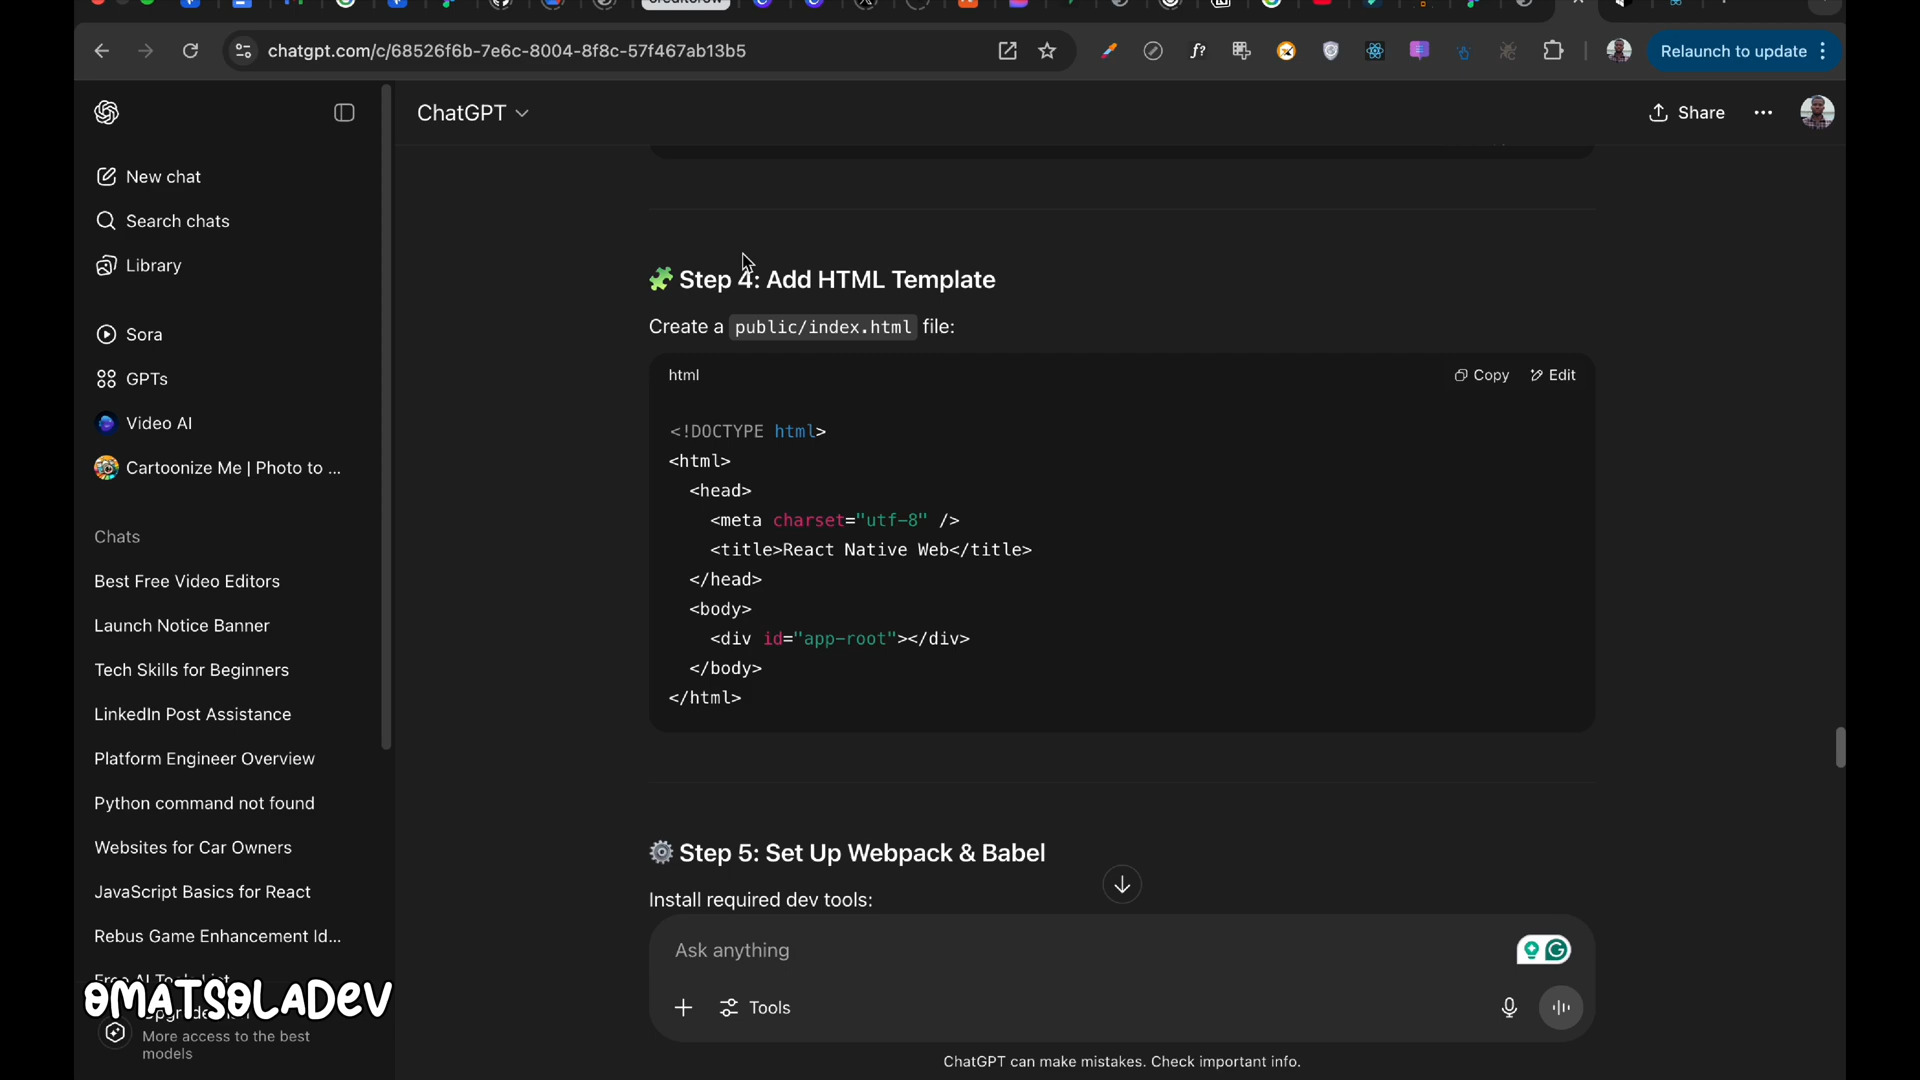 chatgpt.com/c/68526f6b-7e6c-8004-8f8c-57f467ab13b5
f?
Relaunch to update
ChatGPT
Share
New chat
Search chats
Library
Sora
GPTs
Video AI
Cartoonize Me | Photo to ...
Chats
Best Free Video Editors
Launch Notice Banner
Tech Skills for Beginners
LinkedIn Post Assistance
Platform Engineer Overview
Python command not found
Websites for Car Owners
JavaScript Basics for React
Rebus Game Enhancement Id...
OMATSOLADEV
More access to the best
models
Step 4: Add HTML Template
Create a public/index.html file:
html
Copy
Edit
<!DOCTYPE html>
<html>
  <head>
    <meta charset="utf-8" />
    <title>React Native Web</title>
  </head>
  <body>
    <div id="app-root"></div>
  </body>
</html>
Step 5: Set Up Webpack & Babel
Install required dev tools:
Ask anything
Tools
ChatGPT can make mistakes. Check important info.